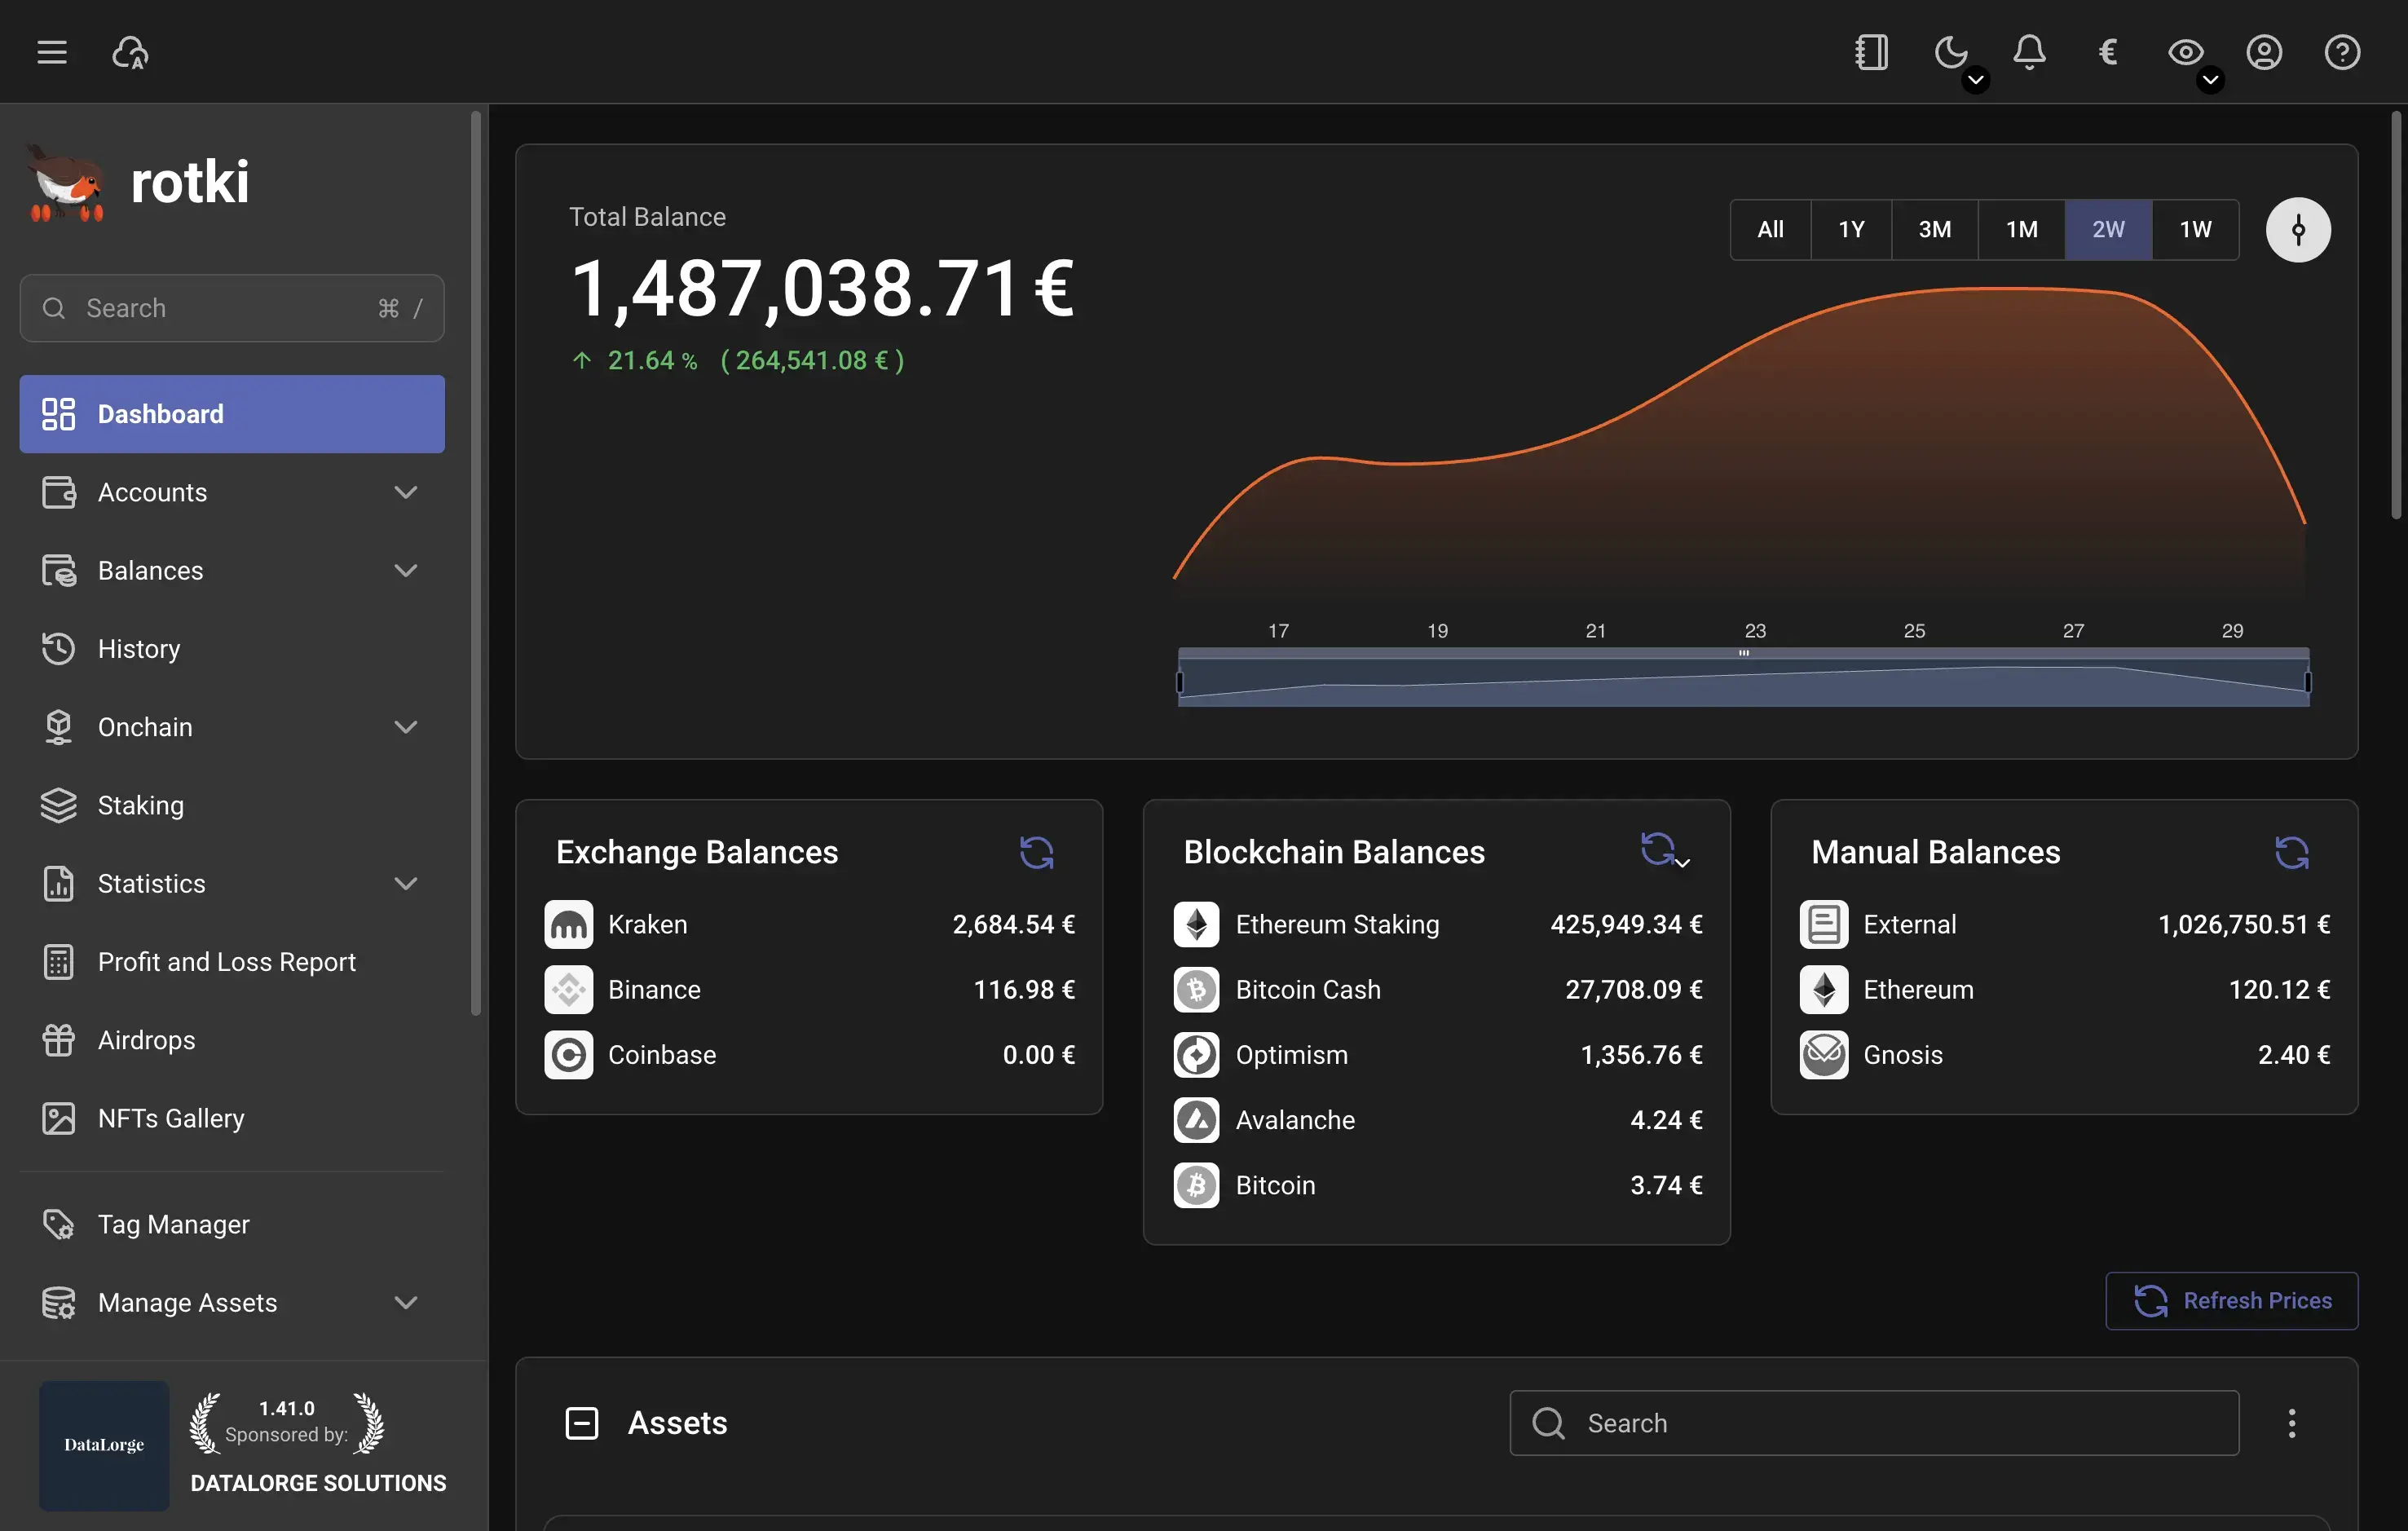 rotki
Search ⌘ /
Dashboard
Accounts
Balances
History
Onchain
Staking
Statistics
Profit and Loss Report
Airdrops
NFTs Gallery
Tag Manager
Manage Assets
DataLorge
1.41.0
Sponsored by:
DATALORGE SOLUTIONS
€
Total Balance
1,487,038.71 €
21.64 % ( 264,541.08 € )
All 1Y 3M 1M 2W 1W
17 19 21 23 25 27 29
Exchange Balances
Kraken 2,684.54 €
Binance 116.98 €
Coinbase 0.00 €
Blockchain Balances
Ethereum Staking 425,949.34 €
Bitcoin Cash 27,708.09 €
Optimism 1,356.76 €
Avalanche 4.24 €
Bitcoin 3.74 €
Manual Balances
External 1,026,750.51 €
Ethereum 120.12 €
Gnosis 2.40 €
Refresh Prices
Assets
Search